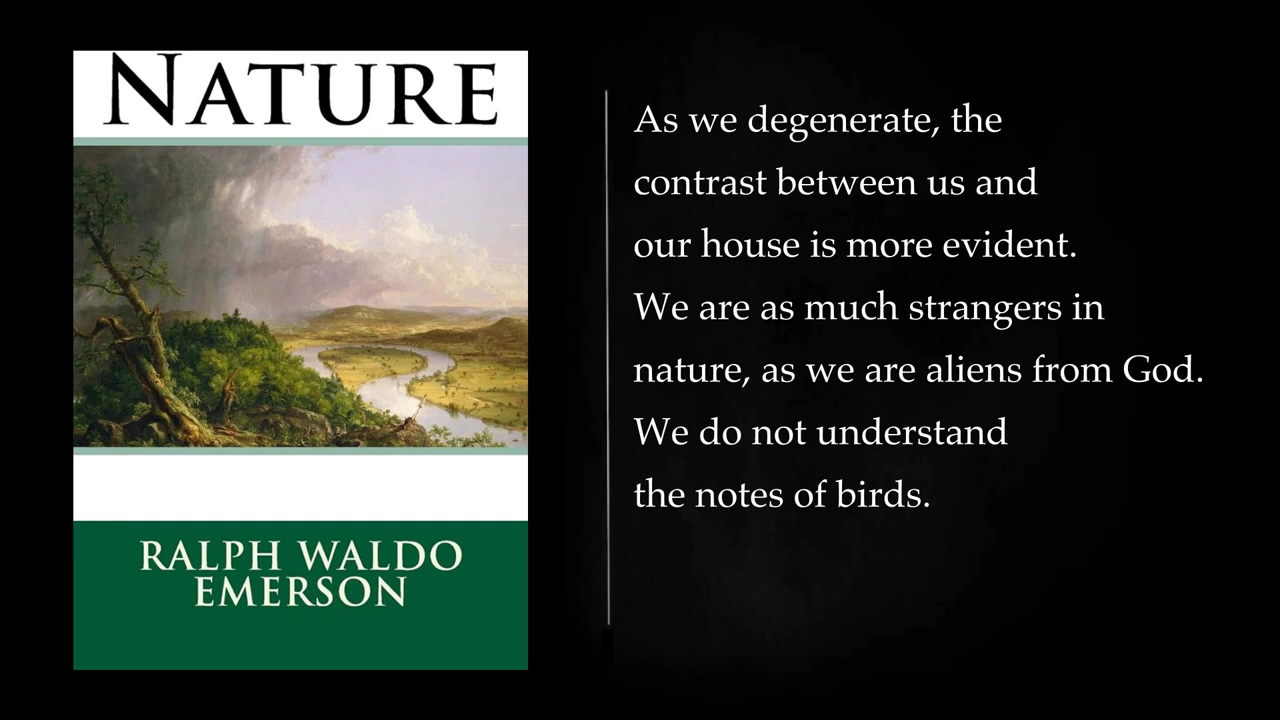 NATURE
RALPH WALDO
EMERSON
As we degenerate, the
contrast between us and
our house is more evident.
We are as much strangers in
nature, as we are aliens from God.
We do not understand
the notes of birds.